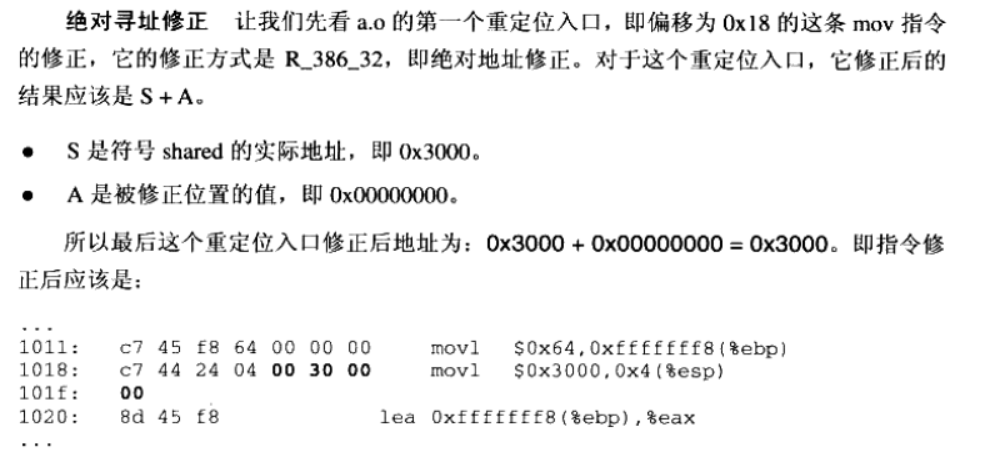 绝对寻址修正 让我们先看 a.o 的第一个重定位入口，即偏移为 0x18 的这条 mov 指令
的修正，它的修正方式是 R_386_32，即绝对地址修正。对于这个重定位入口，它修正后的
结果应该是 S + A。
● S 是符号 shared 的实际地址，即 0x3000。
● A 是被修正位置的值，即 0x00000000。
所以最后这个重定位入口修正后地址为：0x3000 + 0x00000000 = 0x3000。即指令修
正后应该是：
...
1011: c7 45 f8 64 00 00 00 movl $0x64,0xfffffff8(%ebp)
1018: c7 44 24 04 00 30 00 movl $0x3000,0x4(%esp)
101f: 00
1020: 8d 45 f8 lea 0xfffffff8(%ebp),%eax
...